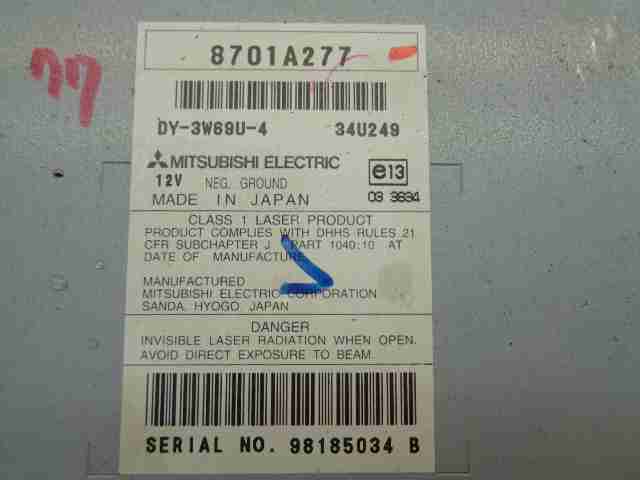 77
8701A277
DY-3W69U-4 34U249
MITSUBISHI ELECTRIC
12V NEG. GROUND
MADE IN JAPAN
e13
03 3634
CLASS 1 LASER PRODUCT
PRODUCT COMPLIES WITH DHHS RULES 21
CFR SUBCHAPTER J PART 1040:10 AT
DATE OF MANUFACTURE
MANUFACTURED
MITSUBISHI ELECTRIC CORPORATION
SANDA, HYOGO JAPAN
DANGER
INVISIBLE LASER RADIATION WHEN OPEN.
AVOID DIRECT EXPOSURE TO BEAM.
SERIAL NO. 98185034 B